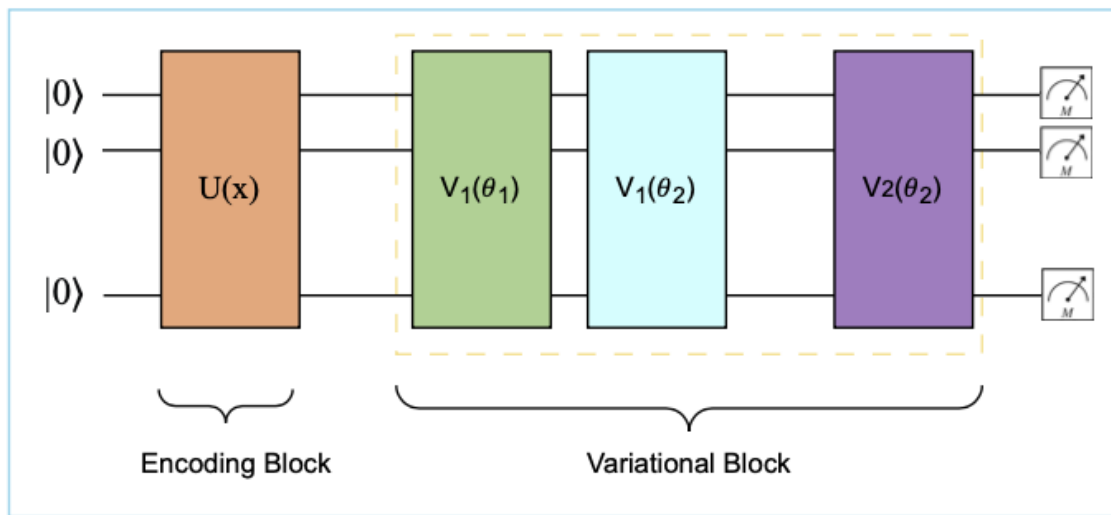 |0⟩
|0⟩
|0⟩
U(x)
V₁(θ₁)
V₁(θ₂)
V2(θ₂)
M
M
M
Encoding Block
Variational Block